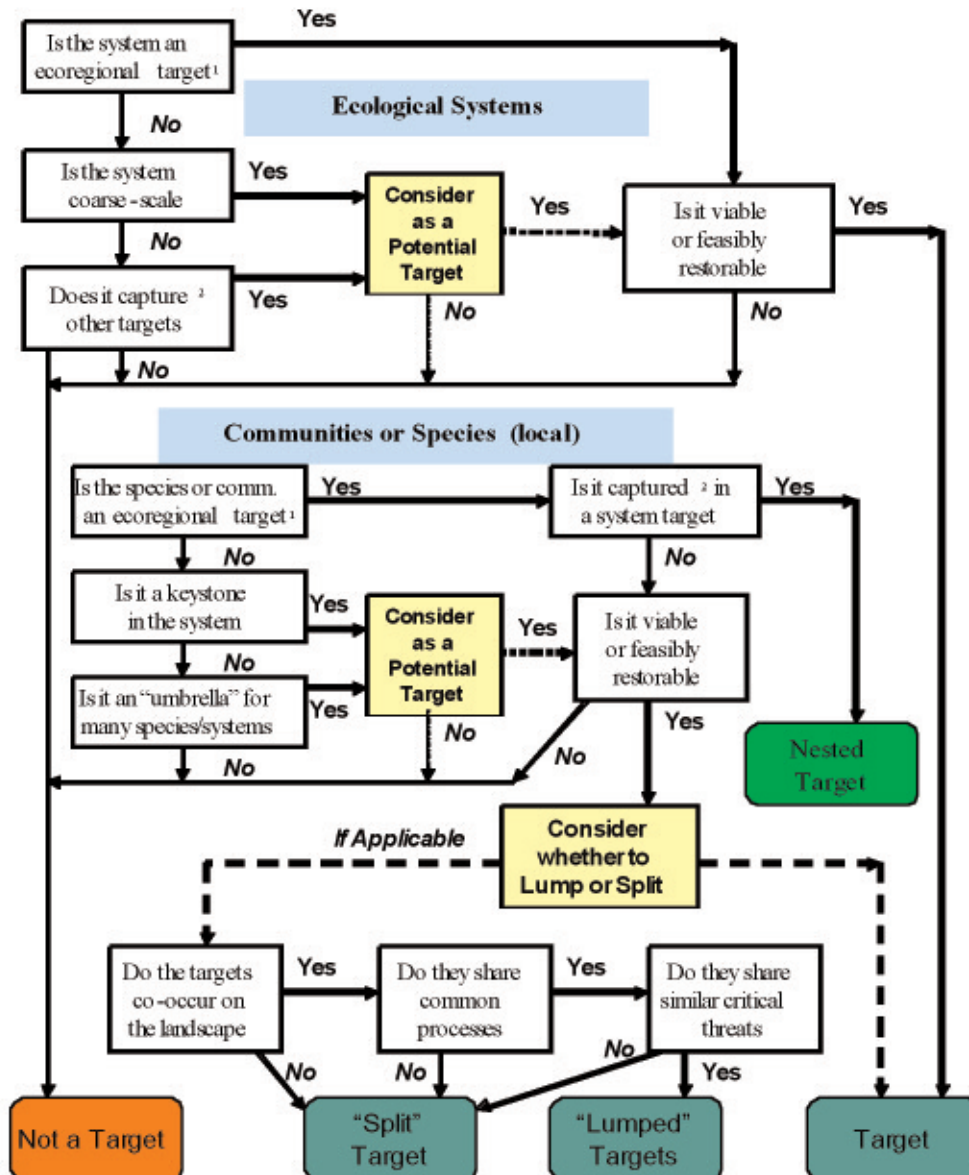 Yes
Is the system an
ecoregional target¹
No
Ecological Systems
Is the system
coarse-scale
Yes
Consider
as a
Potential
Target
Yes
Is it viable
or feasibly
restorable
Yes
No
Does it capture ²
other targets
Yes
No
No
No
Communities or Species (local)
Is the species or comm.
an ecoregional target¹
Yes
Is it captured ² in
a system target
Yes
No
No
Is it a keystone
in the system
Yes
Consider
as a
Potential
Target
Yes
Is it viable
or feasibly
restorable
No
Is it an “umbrella” for
many species/systems
Yes
No
No
No
Yes
Nested
Target
If Applicable
Consider
whether to
Lump or Split
Do the targets
co-occur on
the landscape
Yes
Do they share
common
processes
Yes
Do they share
similar critical
threats
No
No
No
Yes
Not a Target
“Split”
Target
“Lumped”
Targets
Target